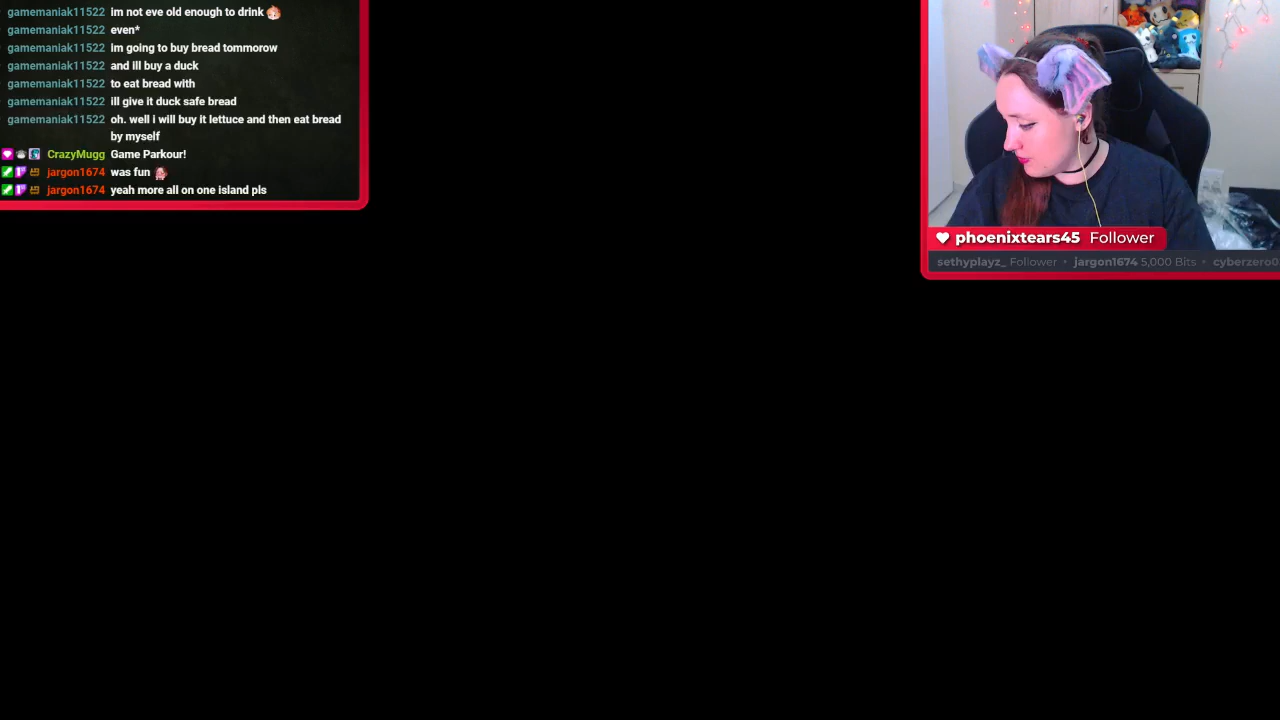 gamemaniak11522 im not eve old enough to drink
gamemaniak11522 even*
gamemaniak11522 im going to buy bread tommorow
gamemaniak11522 and ill buy a duck
gamemaniak11522 to eat bread with
gamemaniak11522 ill give it duck safe bread
gamemaniak11522 oh. well i will buy it lettuce and then eat bread
by myself
CrazyMugg Game Parkour!
jargon1674 was fun
jargon1674 yeah more all on one island pls
phoenixtears45 Follower
sethyplayz_ Follower • jargon1674 5,000 Bits • cyberzero0